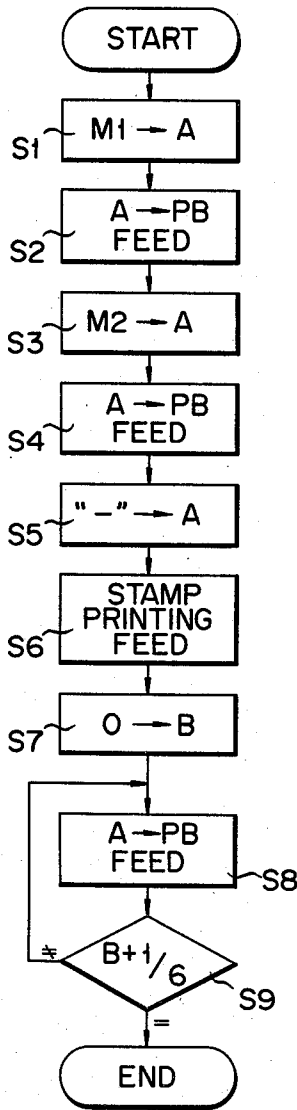 START
S1
M1 → A
S2
A → PB
FEED
S3
M2 → A
S4
A → PB
FEED
S5
"−" → A
S6
STAMP
PRINTING
FEED
S7
O → B
A → PB
FEED
S8
B+1/6
S9
≠
=
END